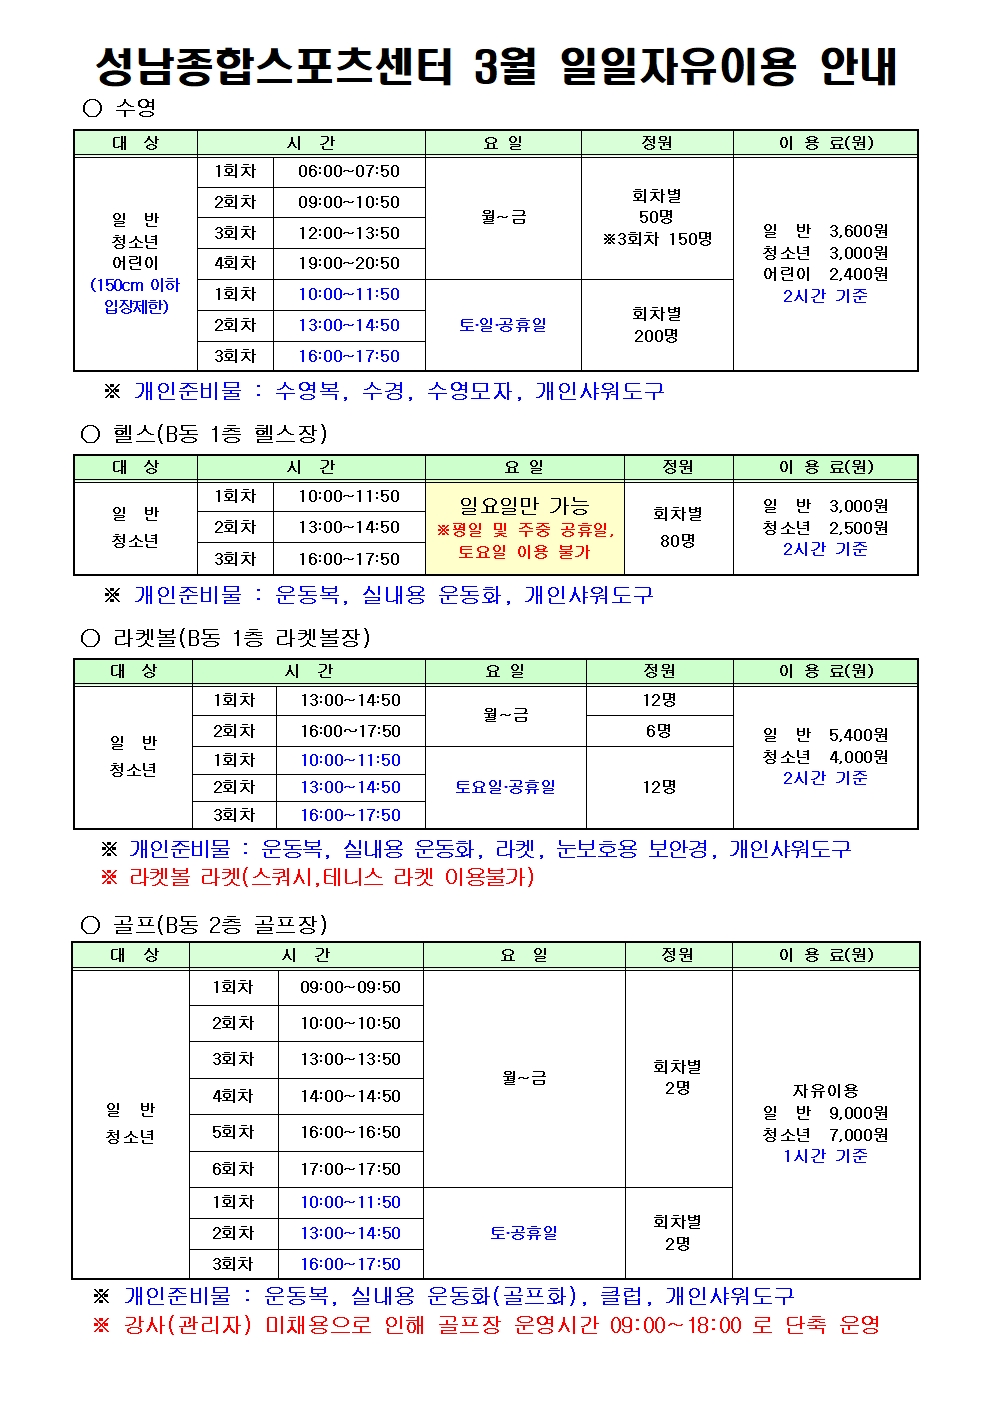 성남종합스포츠센터 3월 일일자유이용 안내
○ 수영
대 상 시 간 요 일 정원 이 용 료(원)
일 반
청소년
어린이
(150cm 이하
입장제한)
1회차 06:00~07:50
2회차 09:00~10:50
3회차 12:00~13:50
4회차 19:00~20:50
월~금
회차별
50명
※3회차 150명
1회차 10:00~11:50
2회차 13:00~14:50
3회차 16:00~17:50
토·일·공휴일
회차별
200명
일 반 3,600원
청소년 3,000원
어린이 2,400원
2시간 기준
※ 개인준비물 : 수영복, 수경, 수영모자, 개인샤워도구
○ 헬스(B동 1층 헬스장)
대 상 시 간 요 일 정원 이 용 료(원)
일 반
청소년
1회차 10:00~11:50
2회차 13:00~14:50
3회차 16:00~17:50
일요일만 가능
※평일 및 주중 공휴일,
토요일 이용 불가
회차별
80명
일 반 3,000원
청소년 2,500원
2시간 기준
※ 개인준비물 : 운동복, 실내용 운동화, 개인샤워도구
○ 라켓볼(B동 1층 라켓볼장)
대 상 시 간 요 일 정원 이 용 료(원)
일 반
청소년
1회차 13:00~14:50
2회차 16:00~17:50
월~금
12명
6명
1회차 10:00~11:50
2회차 13:00~14:50
3회차 16:00~17:50
토요일·공휴일
12명
일 반 5,400원
청소년 4,000원
2시간 기준
※ 개인준비물 : 운동복, 실내용 운동화, 라켓, 눈보호용 보안경, 개인샤워도구
※ 라켓볼 라켓(스쿼시,테니스 라켓 이용불가)
○ 골프(B동 2층 골프장)
대 상 시 간 요 일 정원 이 용 료(원)
일 반
청소년
1회차 09:00~09:50
2회차 10:00~10:50
3회차 13:00~13:50
4회차 14:00~14:50
5회차 16:00~16:50
6회차 17:00~17:50
월~금
회차별
2명
1회차 10:00~11:50
2회차 13:00~14:50
3회차 16:00~17:50
토·공휴일
회차별
2명
자유이용
일 반 9,000원
청소년 7,000원
1시간 기준
※ 개인준비물 : 운동복, 실내용 운동화(골프화), 클럽, 개인샤워도구
※ 강사(관리자) 미채용으로 인해 골프장 운영시간 09:00~18:00 로 단축 운영